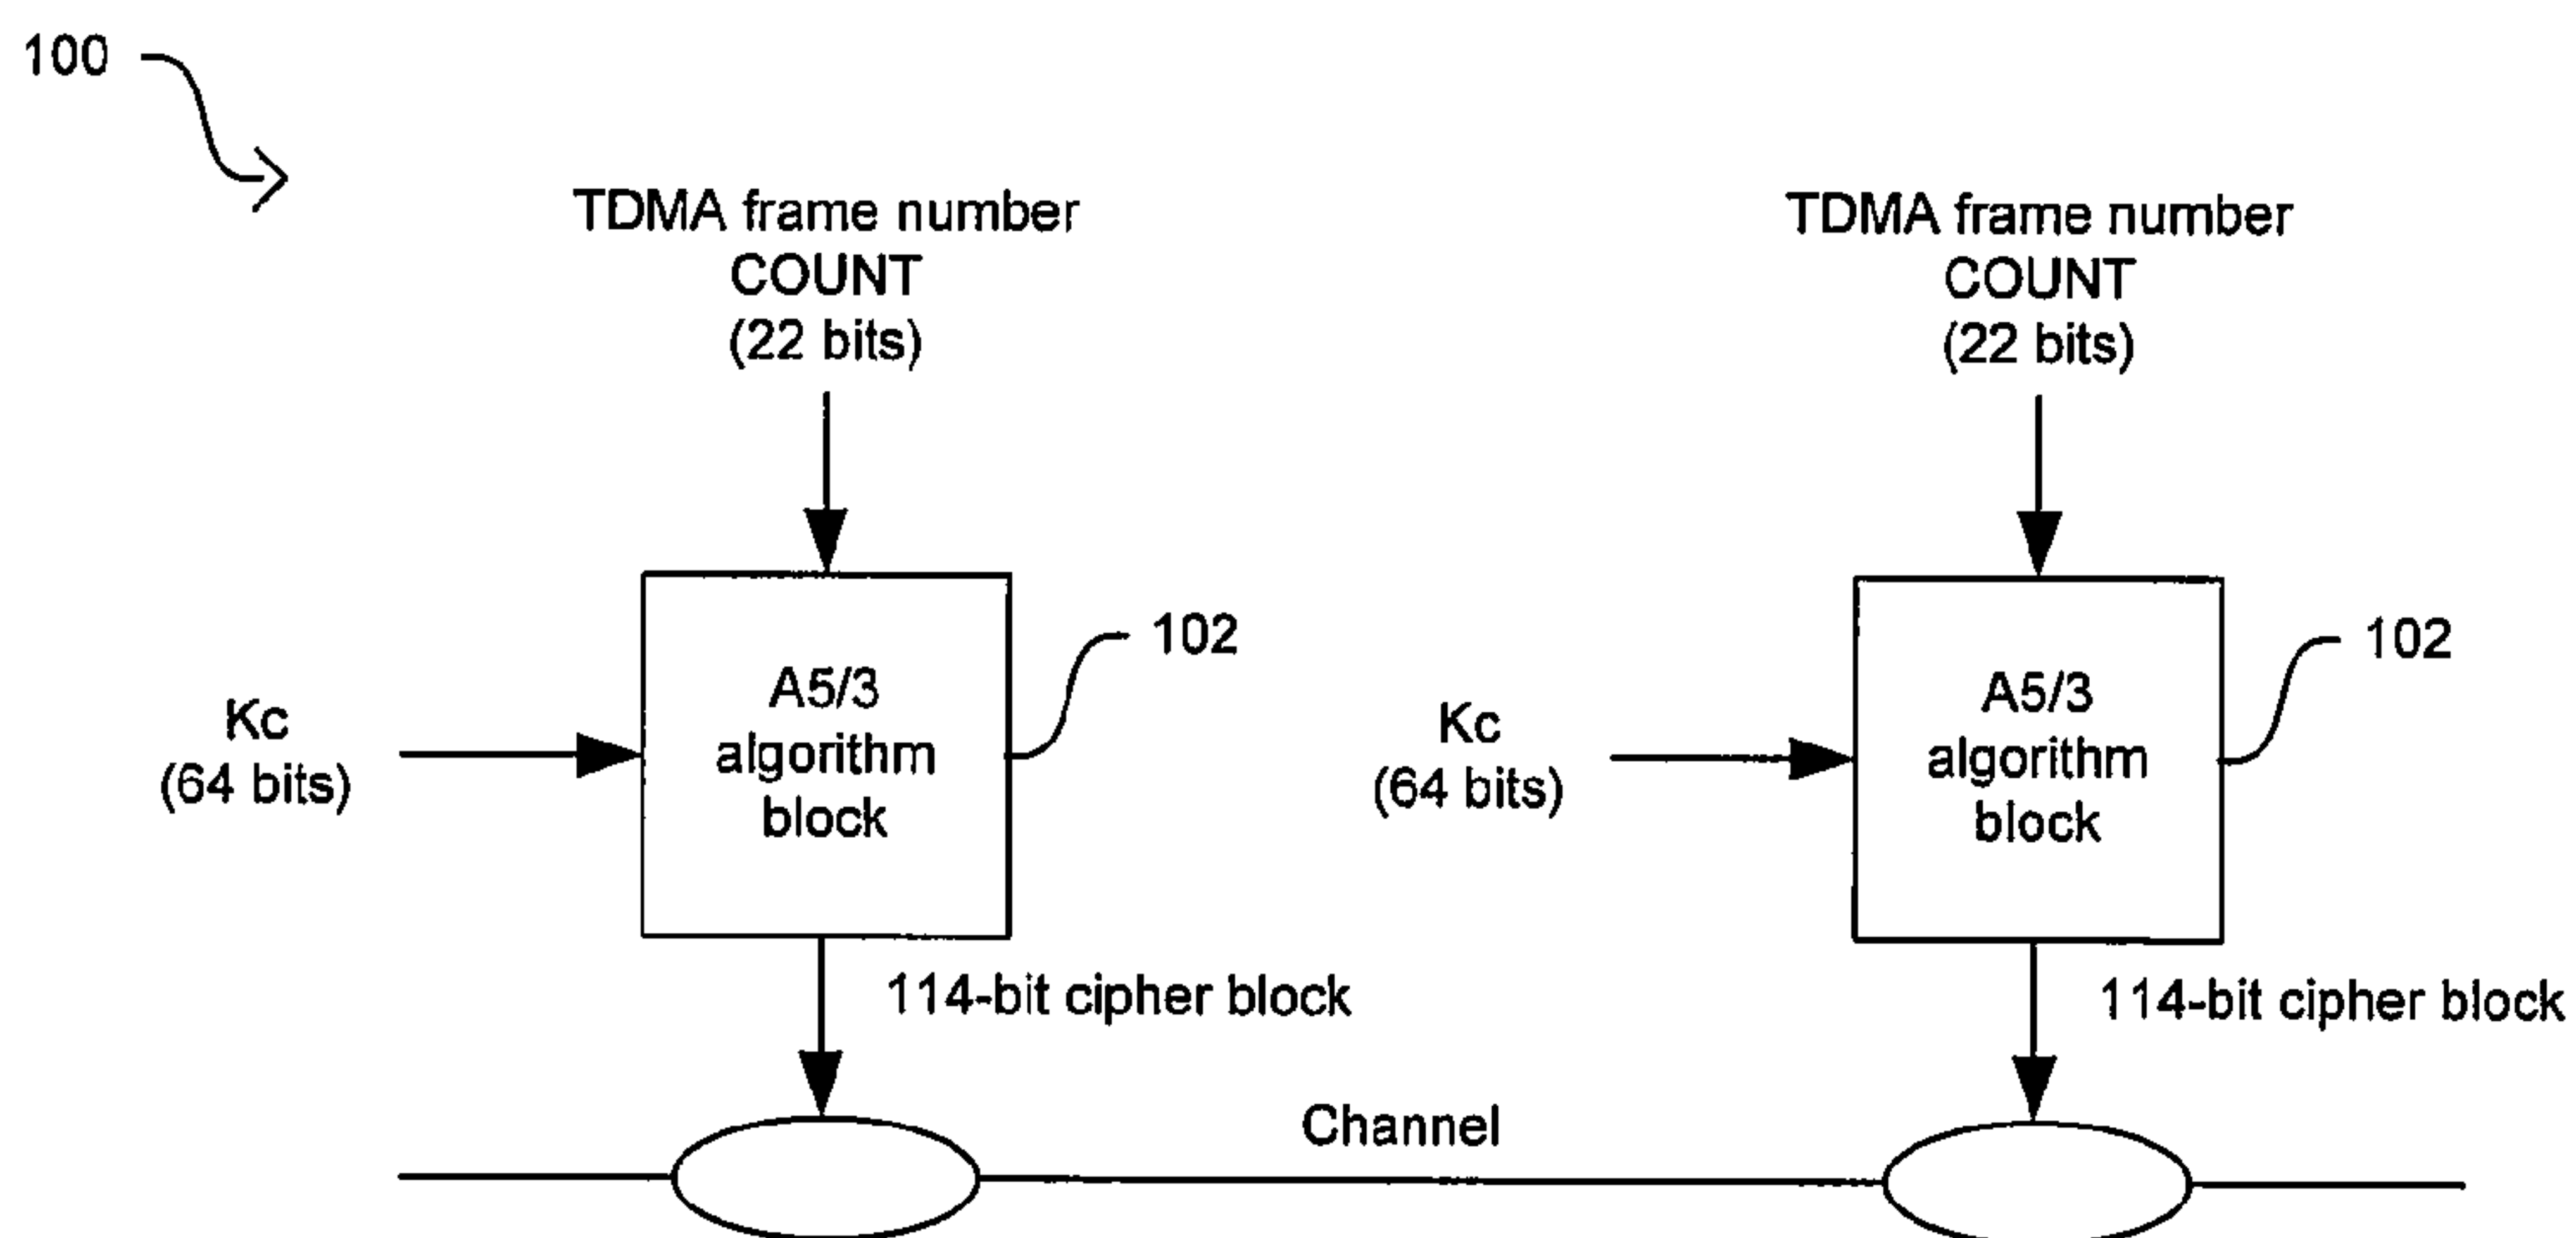 100
TDMA frame number
COUNT
(22 bits)
TDMA frame number
COUNT
(22 bits)
Kc
(64 bits)
A5/3
algorithm
block
102
Kc
(64 bits)
A5/3
algorithm
block
102
114-bit cipher block
114-bit cipher block
Channel